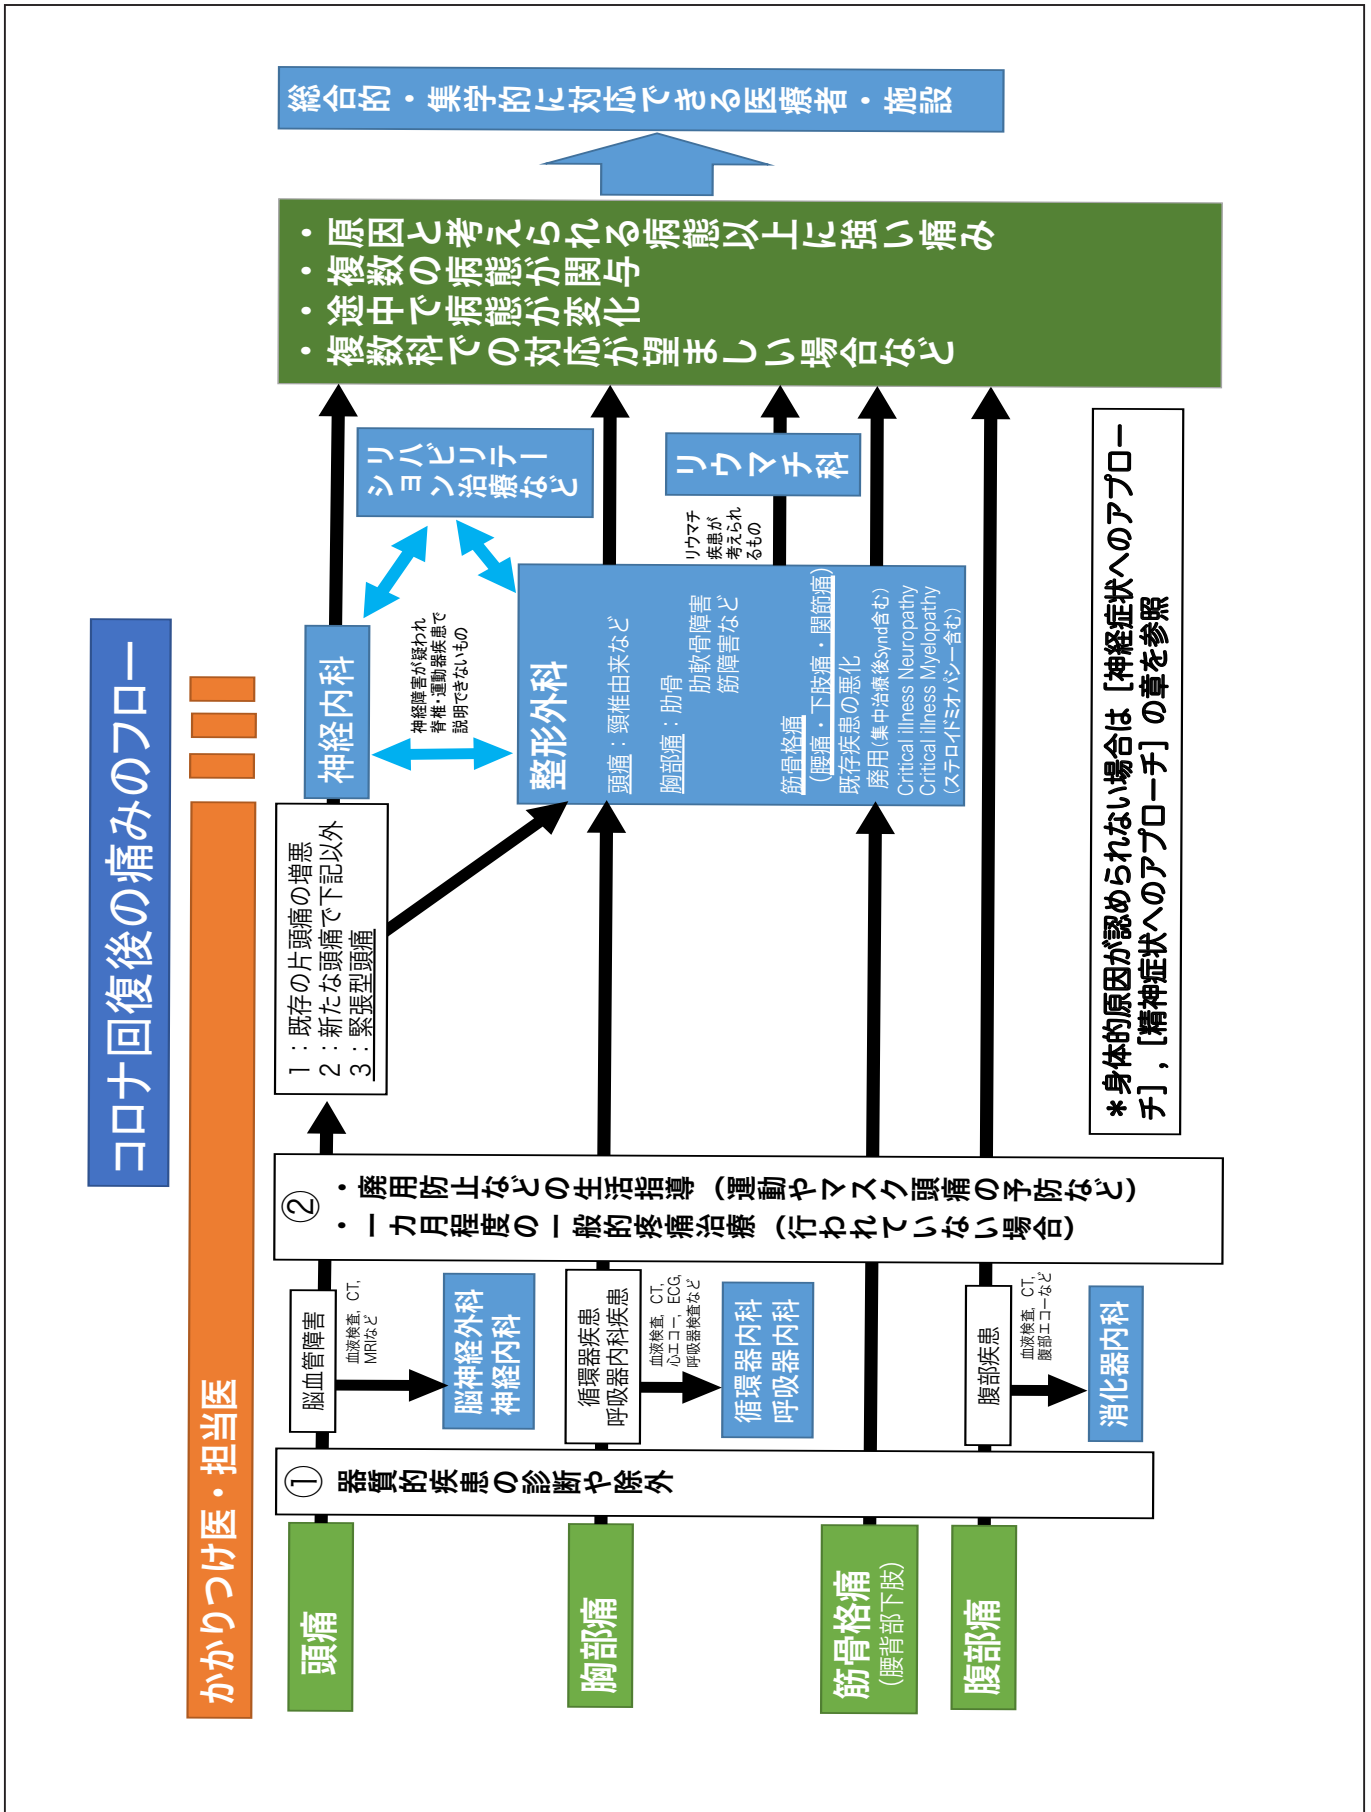 コロナ回復後の痛みのフロー
かかりつけ医・担当医
頭痛
胸部痛
筋骨格痛
(腰背部下肢)
腹部痛
① 器質的疾患の診断や除外
脳血管障害
血液検査, CT,
MRIなど
脳神経外科
神経内科
循環器疾患
呼吸器内科疾患
血液検査, CT,
心エコー, ECG,
呼吸器検査など
循環器内科
呼吸器内科
腹部疾患
血液検査, CT,
腹部エコーなど
消化器内科
② ・廃用防止などの生活指導（運動やマスク頭痛の予防など）
・一カ月程度の一般的疼痛治療（行われていない場合）
1：既存の片頭痛の増悪
2：新たな頭痛で下記以外
3：緊張型頭痛
神経内科
神経障害が疑われ
脊椎・運動器疾患で
説明できないもの
リハビリテー
ション治療など
整形外科
頭痛：頸椎由来など
胸部痛：肋骨
肋軟骨障害
筋障害など
筋骨格痛
（腰痛・下肢痛・関節痛）
既存疾患の悪化
廃用(集中治療後Synd含む)
Critical illness Neuropathy
Critical illness Myelopathy
(ステロイドミオパシー含む)
リウマチ
疾患が
考えられ
るもの
リウマチ科
・原因と考えられる病態以上に強い痛み
・複数の病態が関与
・途中で病態が変化
・複数科での対応が望ましい場合など
総合的・集学的に対応できる医療者・施設
＊身体的原因が認められない場合は［神経症状へのアプロー
チ］，［精神症状へのアプローチ］の章を参照